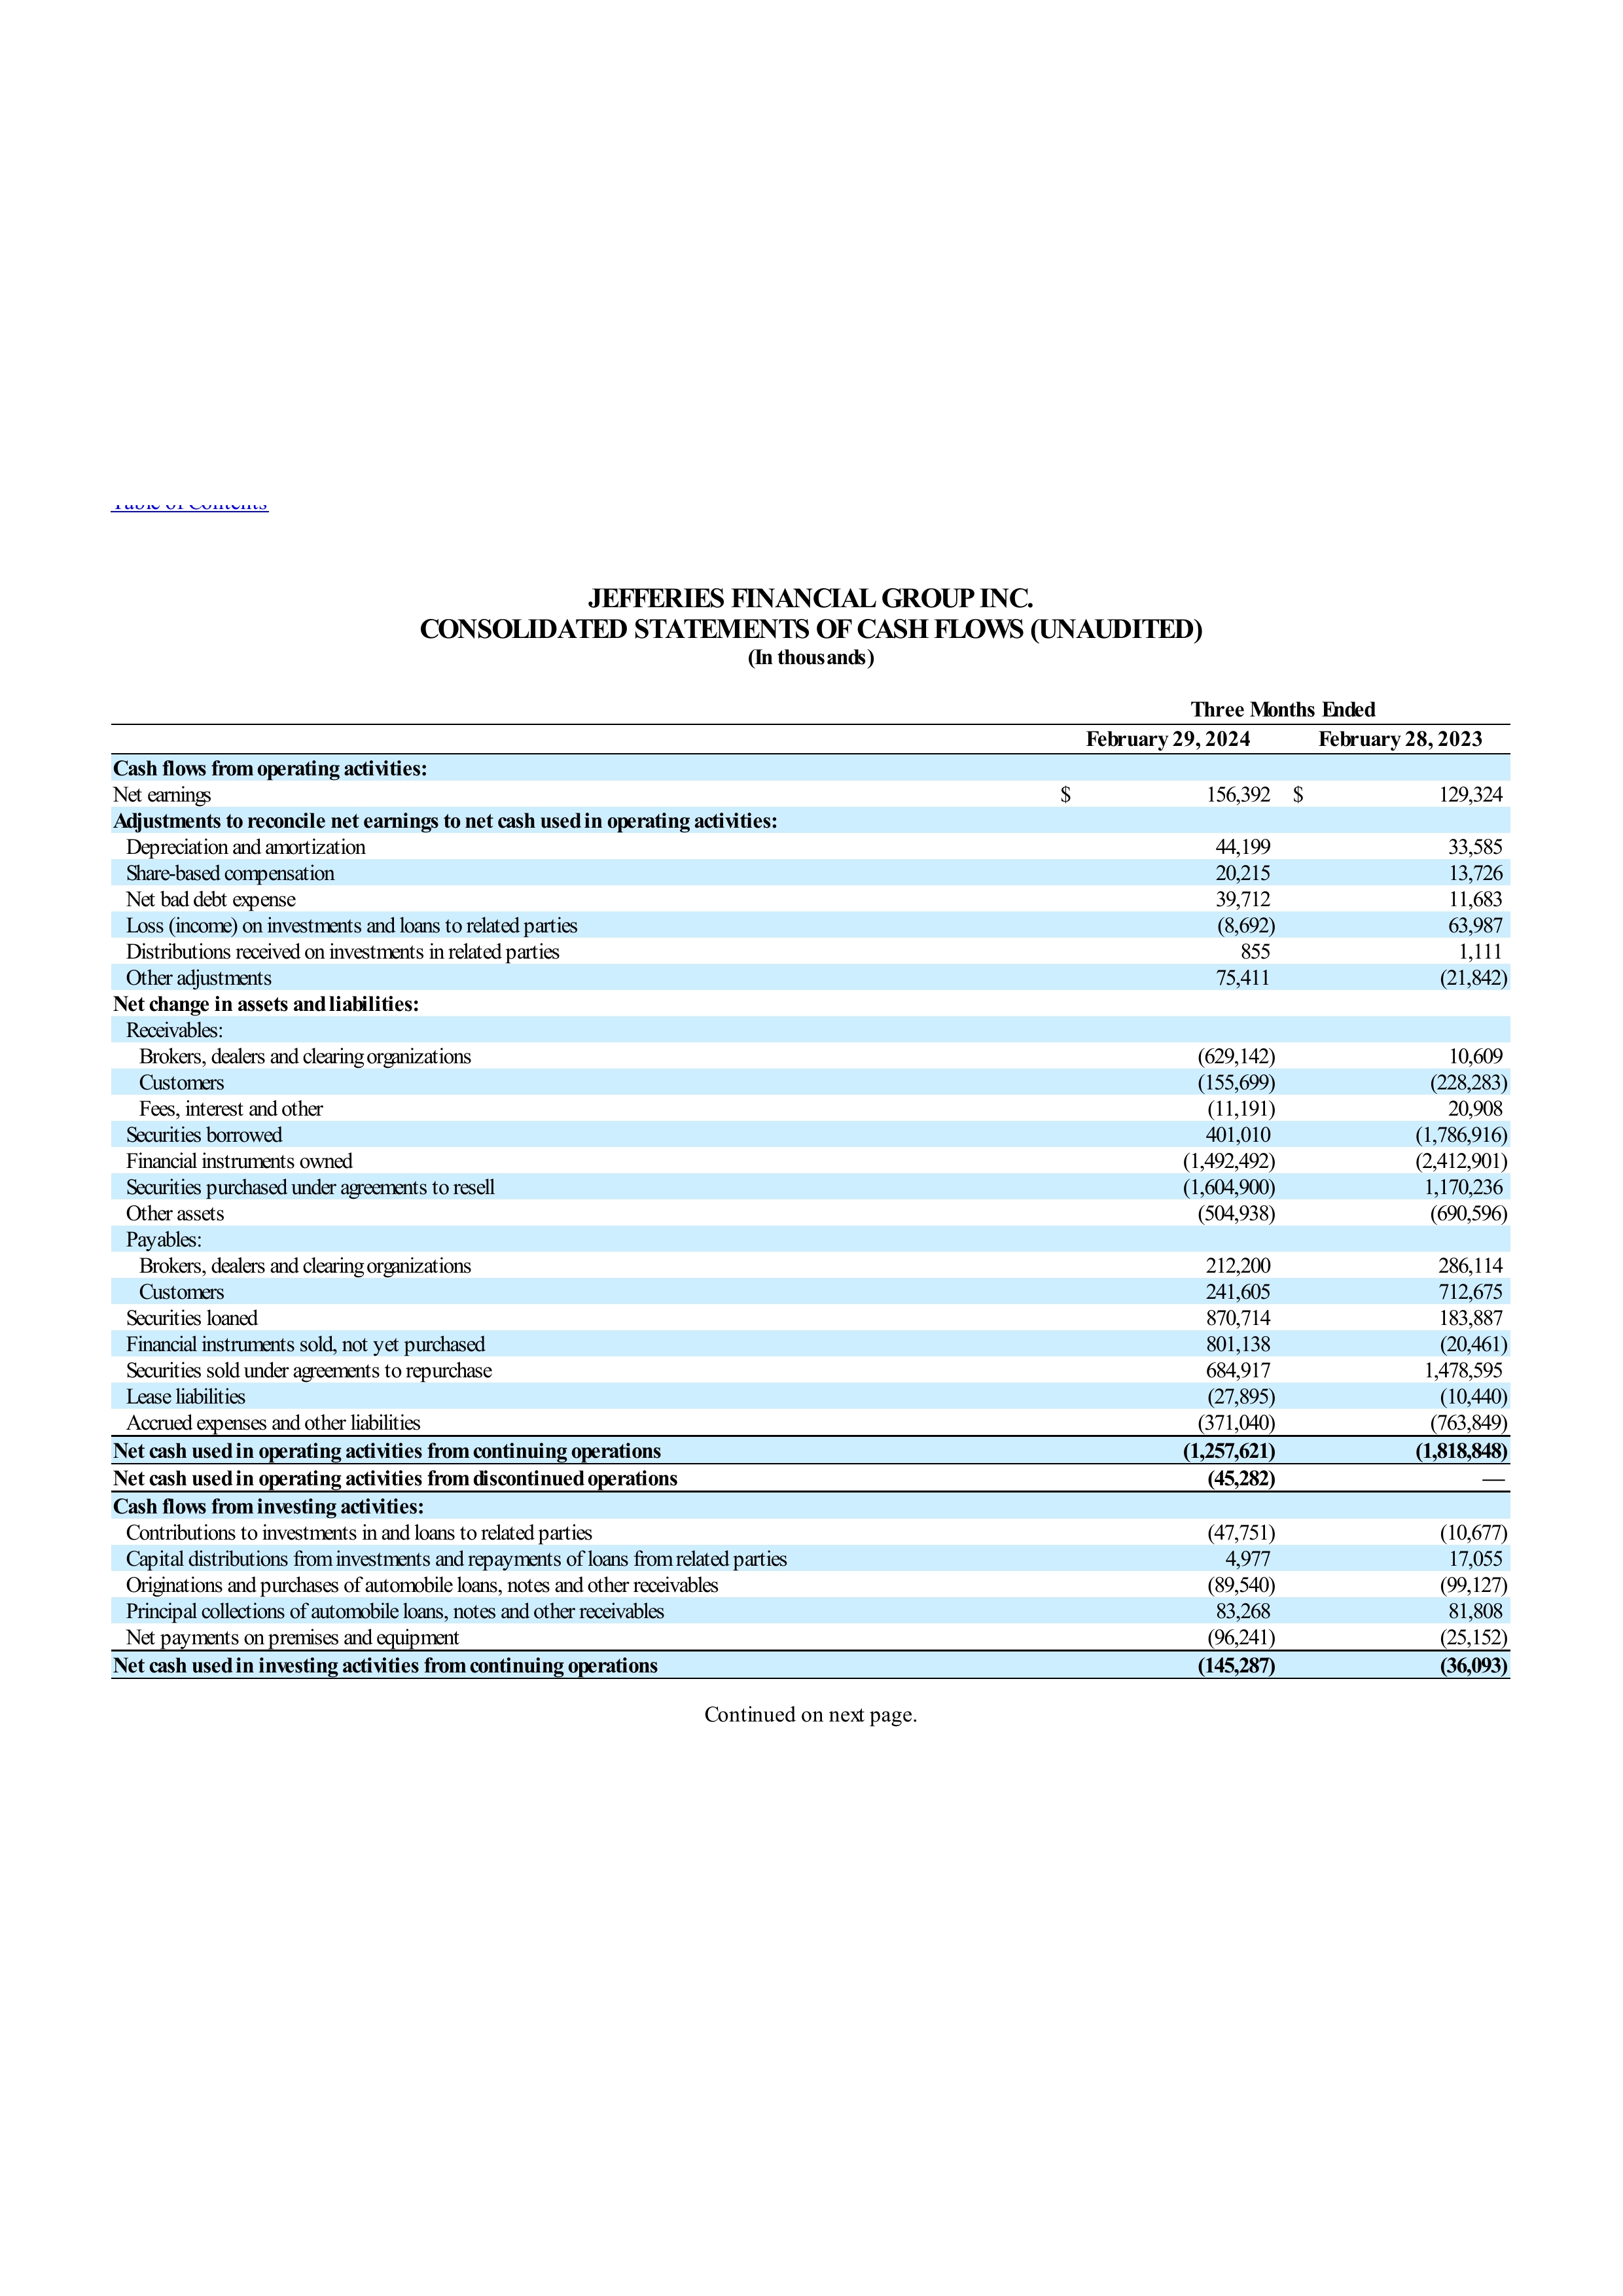 Table of Contents
JEFFERIES FINANCIAL GROUP INC.
CONSOLIDATED STATEMENTS OF CASH FLOWS (UNAUDITED)
(In thousands)
Three Months Ended
February 29, 2024 February 28, 2023
Cash flows from operating activities:
Net earnings $ 156,392 $ 129,324
Adjustments to reconcile net earnings to net cash used in operating activities:
Depreciation and amortization 44,199 33,585
Share-based compensation 20,215 13,726
Net bad debt expense 39,712 11,683
Loss (income) on investments and loans to related parties (8,692) 63,987
Distributions received on investments in related parties 855 1,111
Other adjustments 75,411 (21,842)
Net change in assets and liabilities:
Receivables:
Brokers, dealers and clearing organizations (629,142) 10,609
Customers (155,699) (228,283)
Fees, interest and other (11,191) 20,908
Securities borrowed 401,010 (1,786,916)
Financial instruments owned (1,492,492) (2,412,901)
Securities purchased under agreements to resell (1,604,900) 1,170,236
Other assets (504,938) (690,596)
Payables:
Brokers, dealers and clearing organizations 212,200 286,114
Customers 241,605 712,675
Securities loaned 870,714 183,887
Financial instruments sold, not yet purchased 801,138 (20,461)
Securities sold under agreements to repurchase 684,917 1,478,595
Lease liabilities (27,895) (10,440)
Accrued expenses and other liabilities (371,040) (763,849)
Net cash used in operating activities from continuing operations (1,257,621) (1,818,848)
Net cash used in operating activities from discontinued operations (45,282) —
Cash flows from investing activities:
Contributions to investments in and loans to related parties (47,751) (10,677)
Capital distributions from investments and repayments of loans from related parties 4,977 17,055
Originations and purchases of automobile loans, notes and other receivables (89,540) (99,127)
Principal collections of automobile loans, notes and other receivables 83,268 81,808
Net payments on premises and equipment (96,241) (25,152)
Net cash used in investing activities from continuing operations (145,287) (36,093)
Continued on next page.